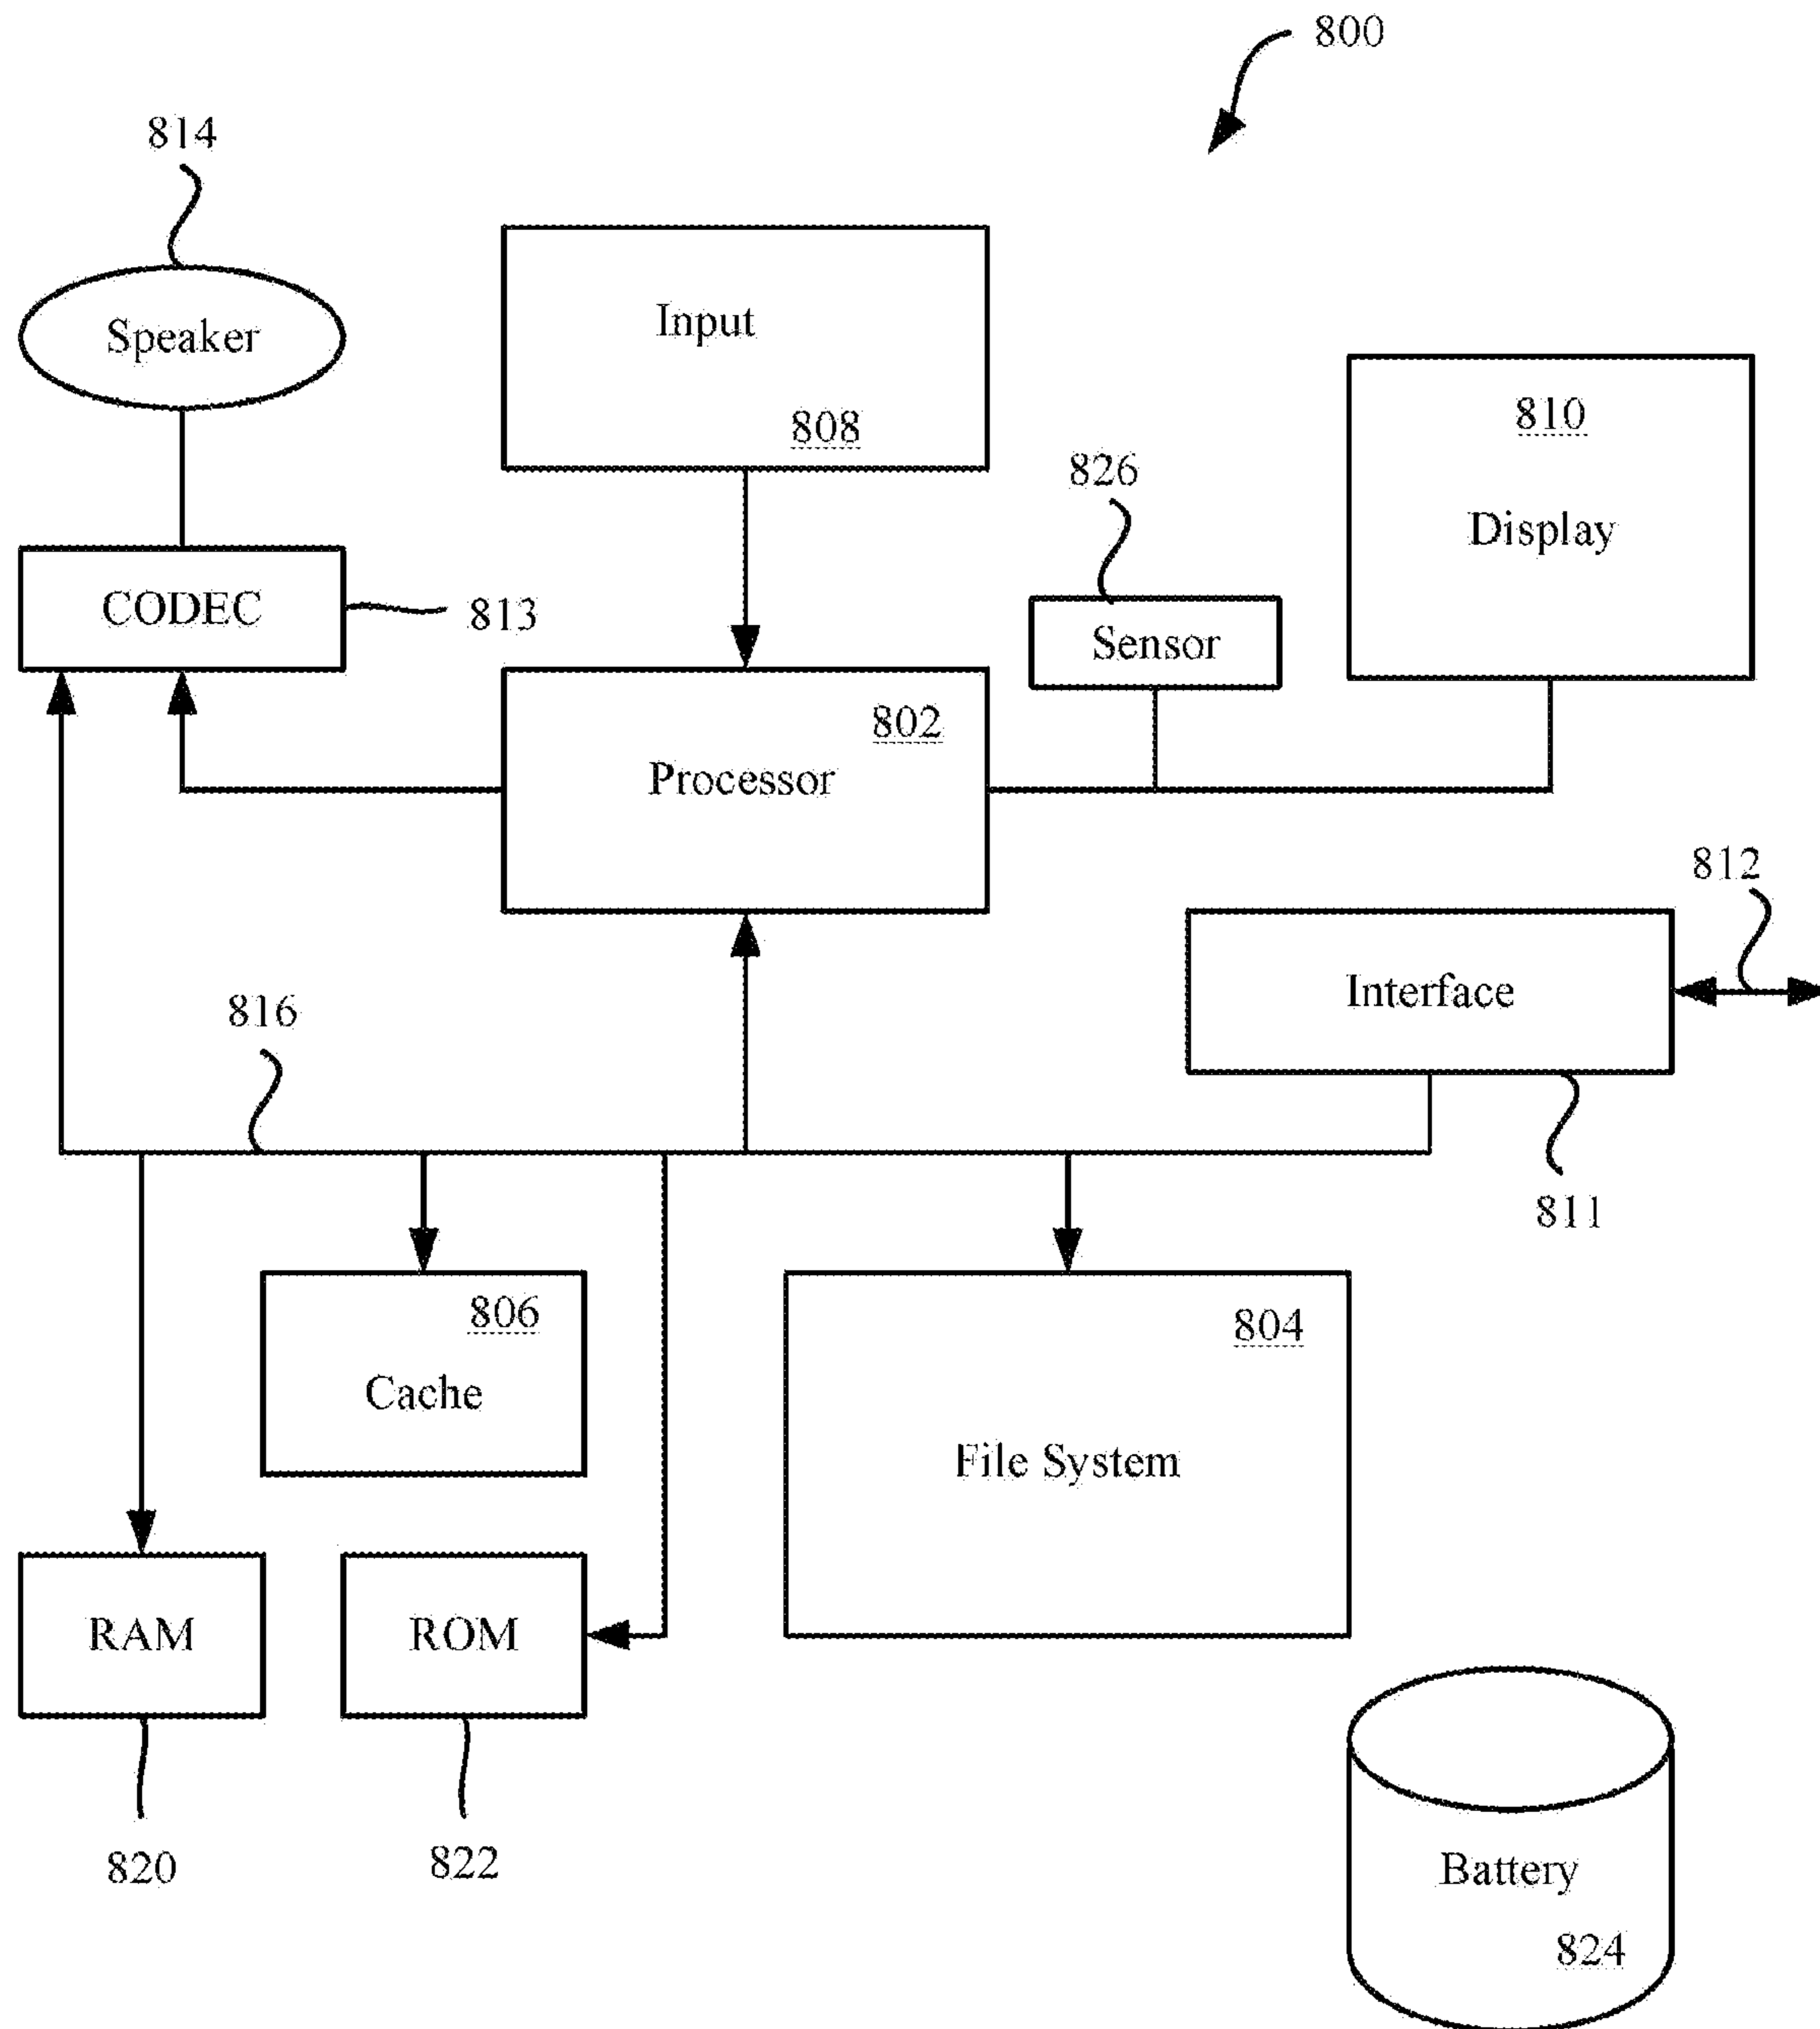 800
814
Speaker
Input
808
810
Display
826
Sensor
CODEC
813
802
Processor
812
Interface
816
811
806
Cache
804
File System
RAM
ROM
820
822
Battery
824